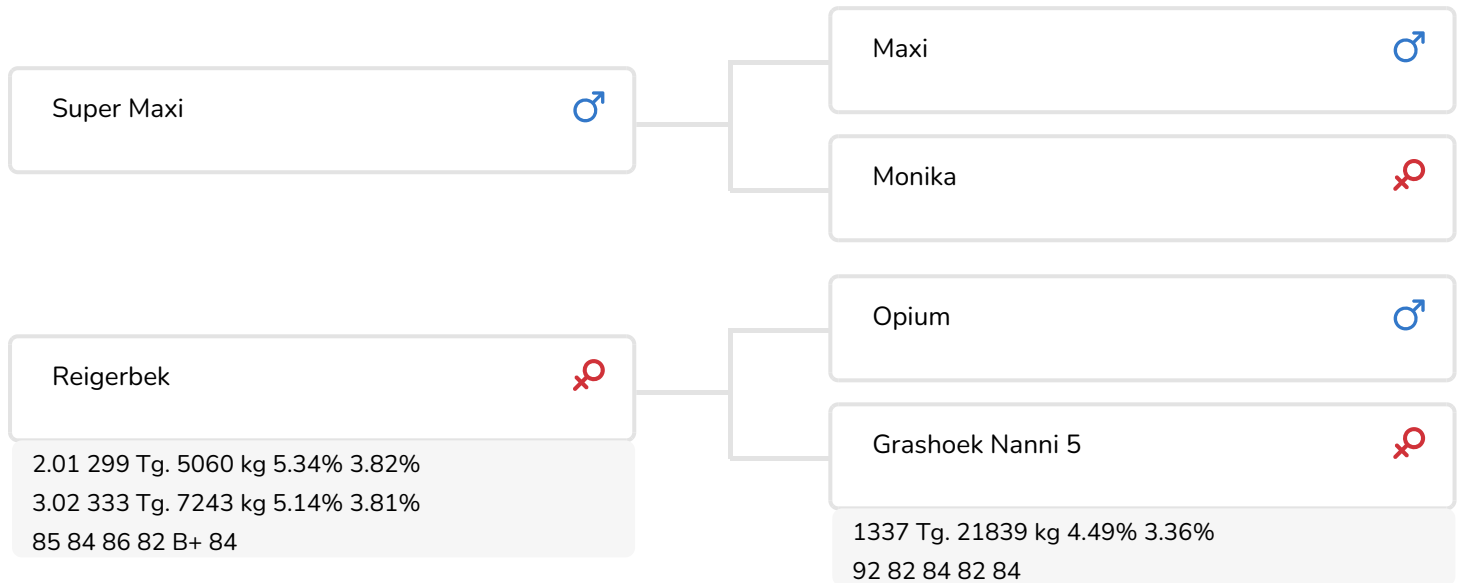 Super Maxi
Maxi
Monika
Reigerbek
2.01 299 Tg. 5060 kg 5.34% 3.82%
3.02 333 Tg. 7243 kg 5.14% 3.81%
85 84 86 82 B+ 84
Opium
Grashoek Nanni 5
1337 Tg. 21839 kg 4.49% 3.36%
92 82 84 82 84